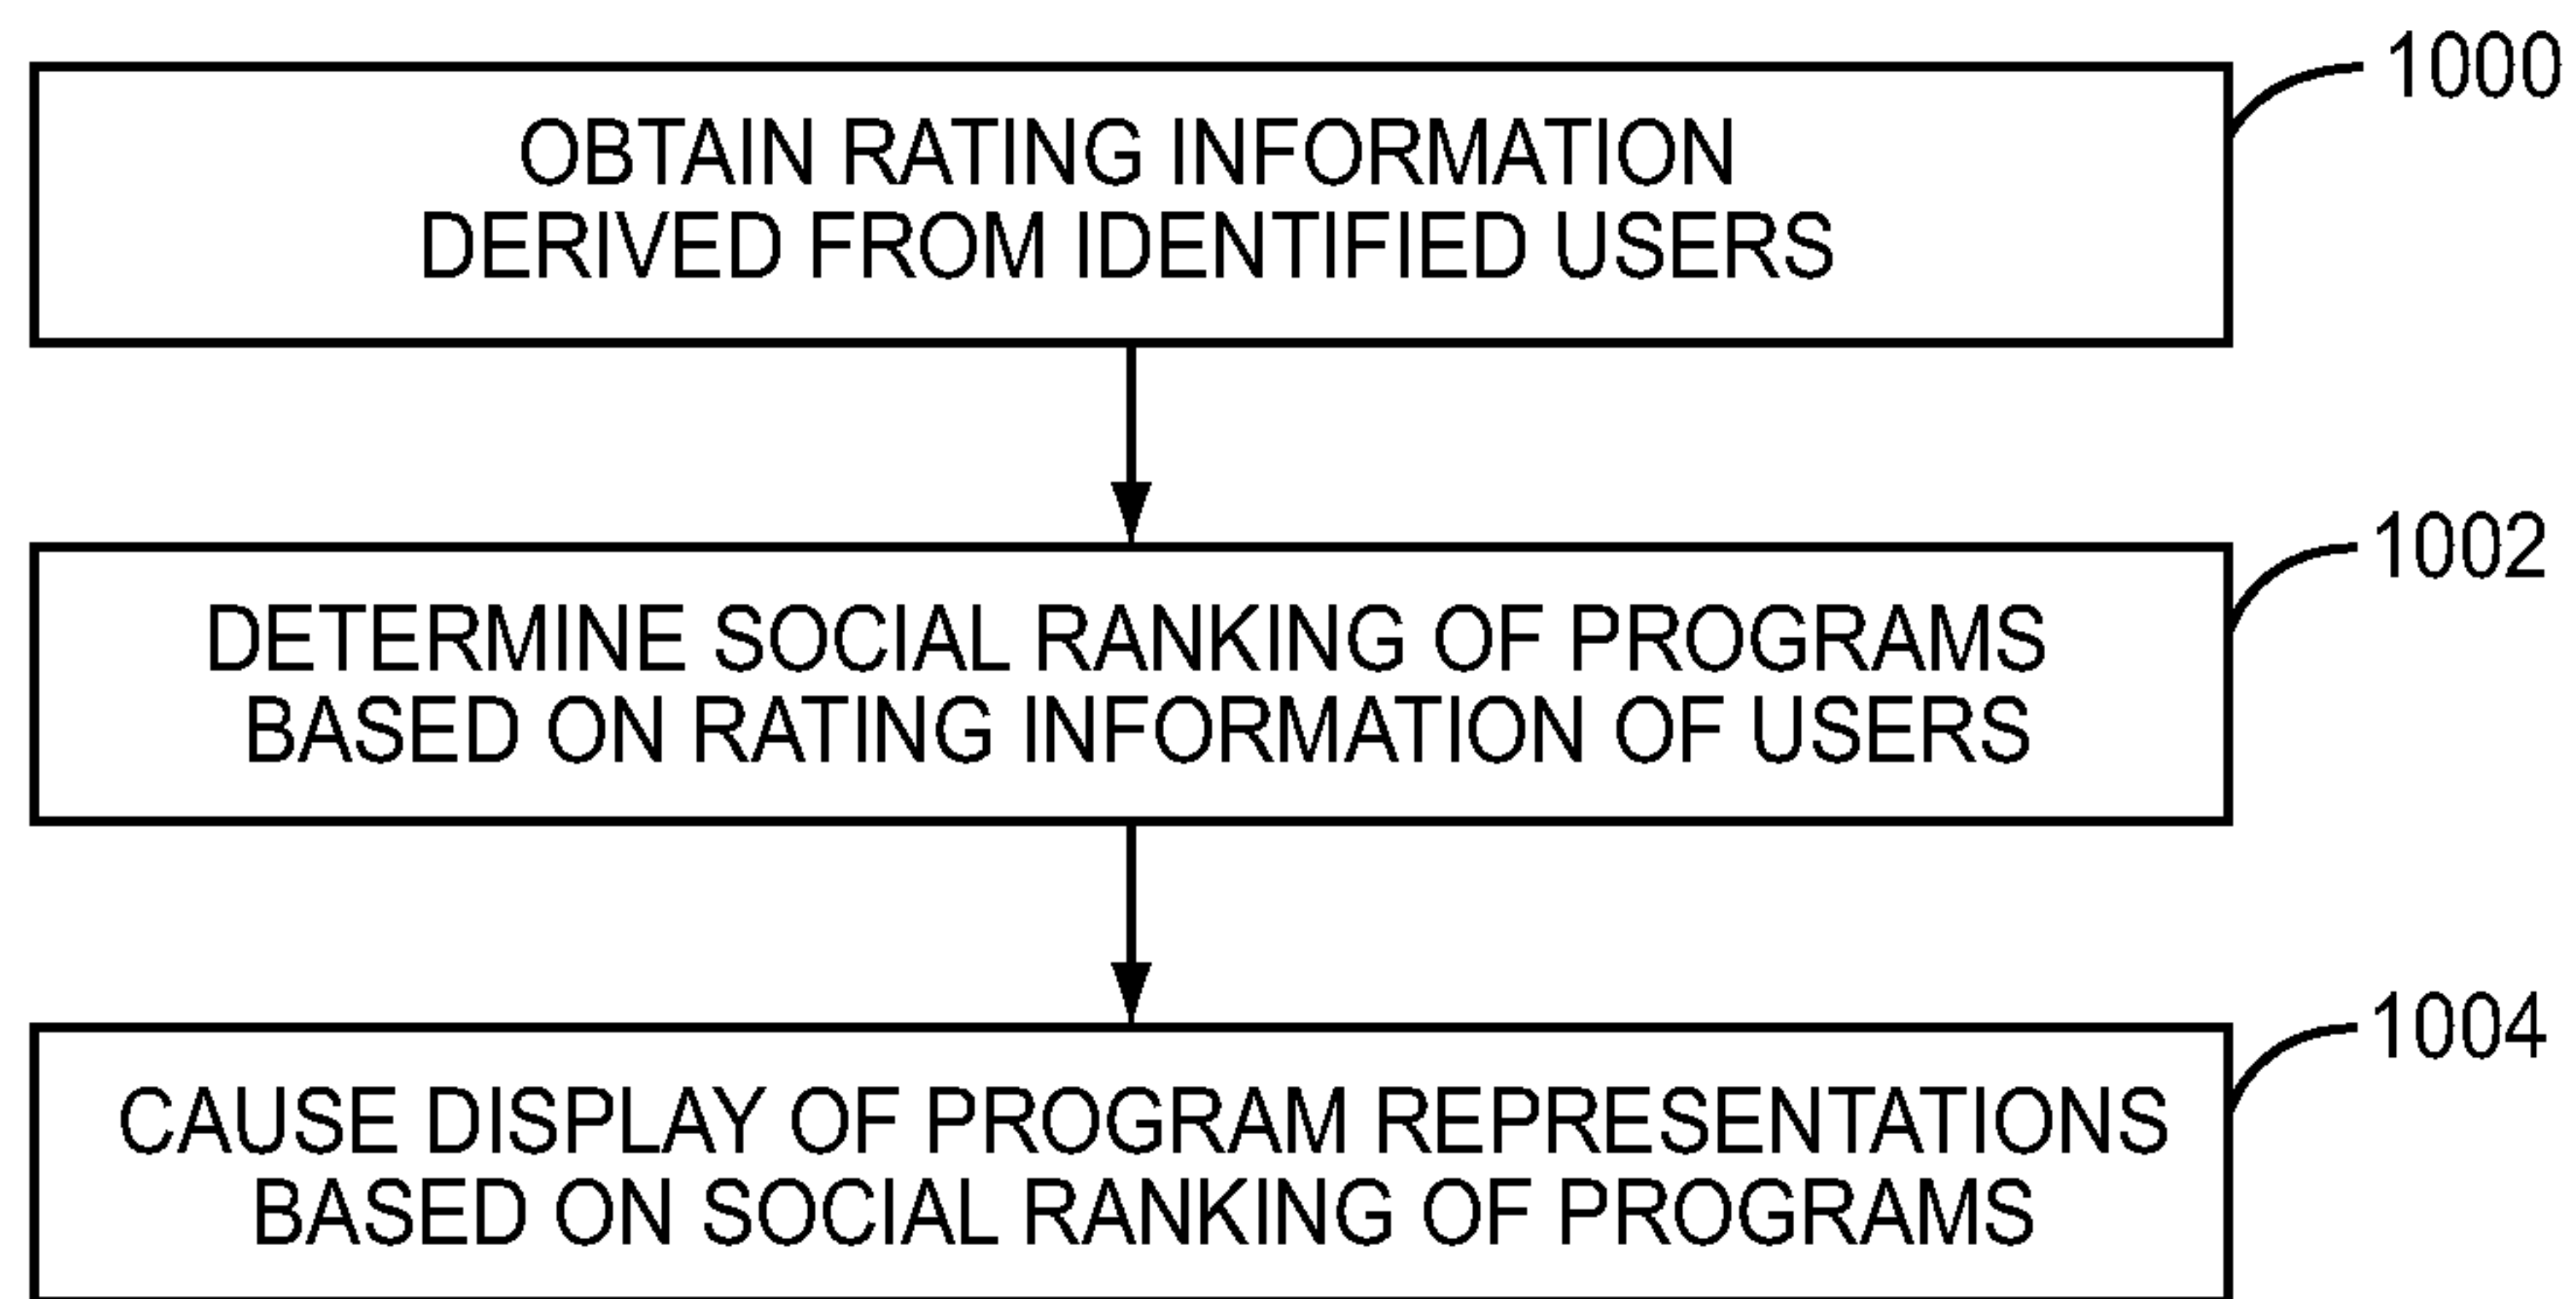 1000
OBTAIN RATING INFORMATION
DERIVED FROM IDENTIFIED USERS
1002
DETERMINE SOCIAL RANKING OF PROGRAMS
BASED ON RATING INFORMATION OF USERS
1004
CAUSE DISPLAY OF PROGRAM REPRESENTATIONS
BASED ON SOCIAL RANKING OF PROGRAMS